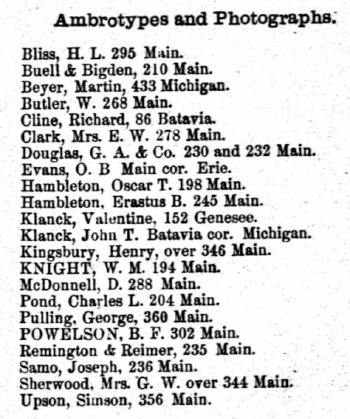 Ambrotypes and Photographs.
Bliss, H. L. 295 Main.
Buell & Bigden, 210 Main.
Beyer, Martin, 433 Michigan.
Butler, W. 268 Main.
Cline, Richard, 86 Batavia.
Clark, Mrs. E. W. 278 Main.
Douglas, G. A. & Co. 230 and 232 Main.
Evans, O. B Main cor. Erie.
Hambleton, Oscar T. 198 Main.
Hambleton, Erastus B. 245 Main.
Klanck, Valentine, 152 Genesee.
Klanck, John T. Batavia cor. Michigan.
Kingsbury, Henry, over 346 Main.
KNIGHT, W. M. 194 Main.
McDonnell, D. 288 Main.
Pond, Charles L. 204 Main.
Pulling, George, 360 Main.
POWELSON, B. F. 302 Main.
Remington & Reimer, 235 Main.
Samo, Joseph, 236 Main.
Sherwood, Mrs. G. W. over 344 Main.
Upson, Simson, 356 Main.